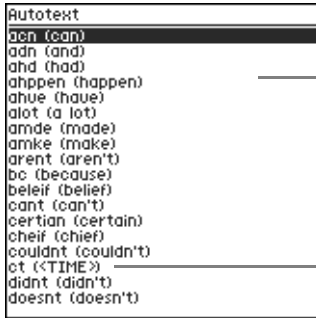 Autotext
acn (can)
adn (and)
ahd (had)
ahppen (happen)
ahve (have)
alot (a lot)
amde (made)
amke (make)
arent (aren't)
bc (because)
beleif (belief)
cant (can't)
certian (certain)
cheif (chief)
couldnt (couldn't)
ct (<TIME>)
didnt (didn't)
doesnt (doesn't)